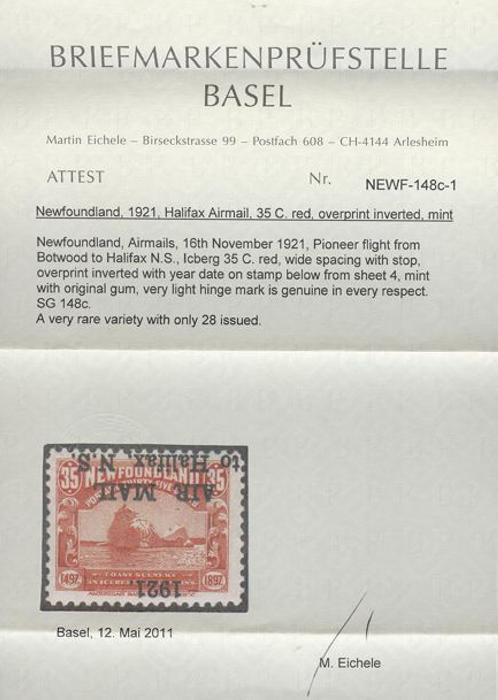 BRIEFMARKENPRÜFSTELLE
BASEL
Martin Eichele – Birseckstrasse 99 – Postfach 608 – CH-4144 Arlesheim
ATTEST Nr. NEWF-148c-1
Newfoundland, 1921, Halifax Airmail, 35 C. red, overprint inverted, mint
Newfoundland, Airmails, 16th November 1921, Pioneer flight from
Botwood to Halifax N.S., Icberg 35 C. red, wide spacing with stop,
overprint inverted with year date on stamp below from sheet 4, mint
with original gum, very light hinge mark is genuine in every respect.
SG 148c.
A very rare variety with only 28 issued.
to Halifax N.S.
35 NEWFOUNDLAND 35
AIR MAIL
COAST SCENERY
1497 1897
1921
Basel, 12. Mai 2011
M. Eichele